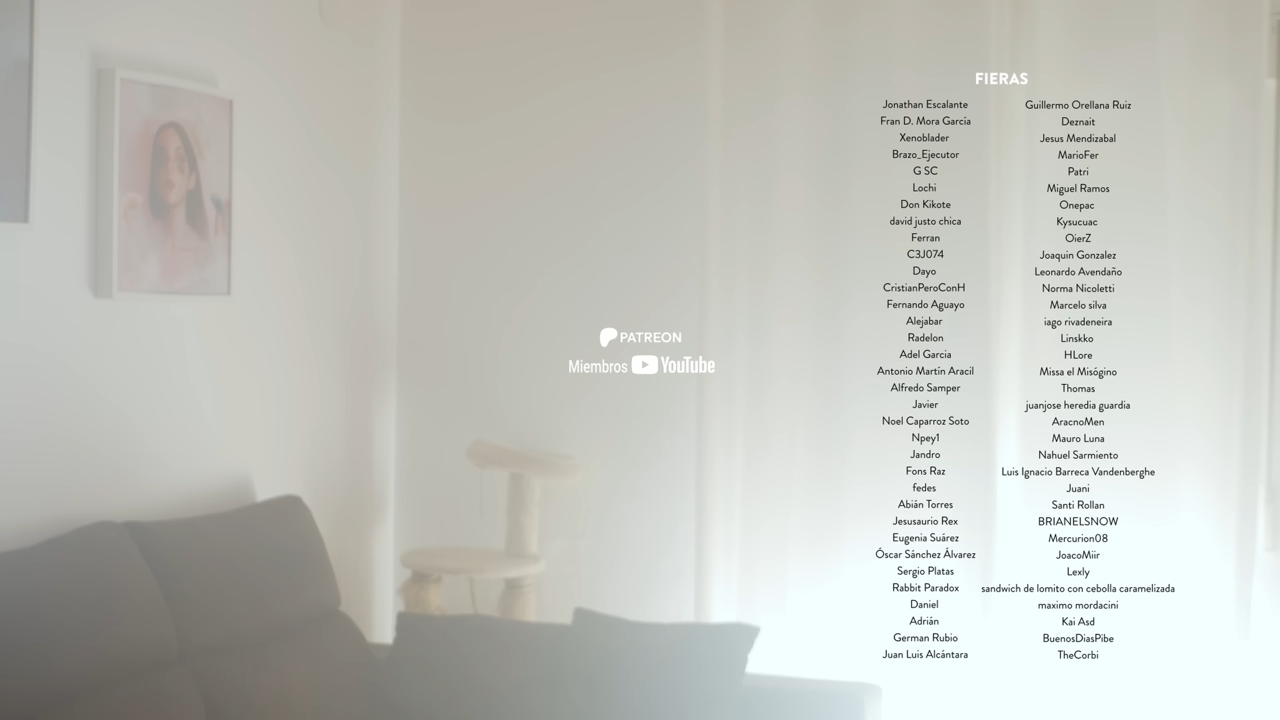 FIERAS
Jonathan Escalante
Fran D. Mora García
Xenoblader
Brazo_Ejecutor
G SC
Lochi
Don Kikote
david justo chica
Ferran
C3J074
Dayo
CristianPeroConH
Fernando Aguayo
Alejabar
Radelon
Adel Garcia
Antonio Martín Aracil
Alfredo Samper
Javier
Noel Caparroz Soto
Npey1
Jandro
Fons Raz
fedes
Abián Torres
Jesusaurio Rex
Eugenia Suárez
Óscar Sánchez Álvarez
Sergio Platas
Rabbit Paradox
Daniel
Adrián
German Rubio
Juan Luis Alcántara
Guillermo Orellana Ruiz
Deznait
Jesus Mendizabal
MarioFer
Patri
Miguel Ramos
Onepac
Kysucuac
OierZ
Joaquin Gonzalez
Leonardo Avendaño
Norma Nicoletti
Marcelo silva
iago rivadeneira
Linskko
HLore
Missa el Misógino
Thomas
juanjose heredia guardia
AracnoMen
Mauro Luna
Nahuel Sarmiento
Luis Ignacio Barreca Vandenberghe
Juani
Santi Rollan
BRIANELSNOW
Mercurion08
JoacoMiir
Lexly
sandwich de lomito con cebolla caramelizada
maximo mordacini
Kai Asd
BuenosDiasPibe
TheCorbi
PATREON
Miembros YouTube